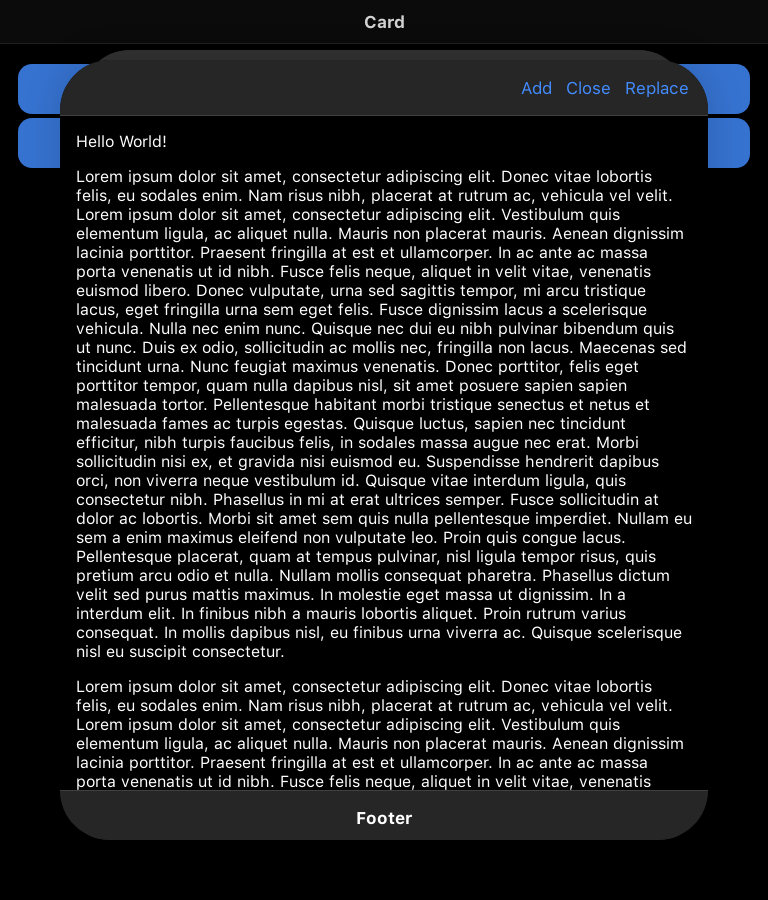 Card
Add Close Replace
Hello World!
Lorem ipsum dolor sit amet, consectetur adipiscing elit. Donec vitae lobortis
felis, eu sodales enim. Nam risus nibh, placerat at rutrum ac, vehicula vel velit.
Lorem ipsum dolor sit amet, consectetur adipiscing elit. Vestibulum quis
elementum ligula, ac aliquet nulla. Mauris non placerat mauris. Aenean dignissim
lacinia porttitor. Praesent fringilla at est et ullamcorper. In ac ante ac massa
porta venenatis ut id nibh. Fusce felis neque, aliquet in velit vitae, venenatis
euismod libero. Donec vulputate, urna sed sagittis tempor, mi arcu tristique
lacus, eget fringilla urna sem eget felis. Fusce dignissim lacus a scelerisque
vehicula. Nulla nec enim nunc. Quisque nec dui eu nibh pulvinar bibendum quis
ut nunc. Duis ex odio, sollicitudin ac mollis nec, fringilla non lacus. Maecenas sed
tincidunt urna. Nunc feugiat maximus venenatis. Donec porttitor, felis eget
porttitor tempor, quam nulla dapibus nisl, sit amet posuere sapien sapien
malesuada tortor. Pellentesque habitant morbi tristique senectus et netus et
malesuada fames ac turpis egestas. Quisque luctus, sapien nec tincidunt
efficitur, nibh turpis faucibus felis, in sodales massa augue nec erat. Morbi
sollicitudin nisi ex, et gravida nisi euismod eu. Suspendisse hendrerit dapibus
orci, non viverra neque vestibulum id. Quisque vitae interdum ligula, quis
consectetur nibh. Phasellus in mi at erat ultrices semper. Fusce sollicitudin at
dolor ac lobortis. Morbi sit amet sem quis nulla pellentesque imperdiet. Nullam eu
sem a enim maximus eleifend non vulputate leo. Proin quis congue lacus.
Pellentesque placerat, quam at tempus pulvinar, nisl ligula tempor risus, quis
pretium arcu odio et nulla. Nullam mollis consequat pharetra. Phasellus dictum
velit sed purus mattis maximus. In molestie eget massa ut dignissim. In a
interdum elit. In finibus nibh a mauris lobortis aliquet. Proin rutrum varius
consequat. In mollis dapibus nisl, eu finibus urna viverra ac. Quisque scelerisque
nisl eu suscipit consectetur.
Lorem ipsum dolor sit amet, consectetur adipiscing elit. Donec vitae lobortis
felis, eu sodales enim. Nam risus nibh, placerat at rutrum ac, vehicula vel velit.
Lorem ipsum dolor sit amet, consectetur adipiscing elit. Vestibulum quis
elementum ligula, ac aliquet nulla. Mauris non placerat mauris. Aenean dignissim
lacinia porttitor. Praesent fringilla at est et ullamcorper. In ac ante ac massa
porta venenatis ut id nibh. Fusce felis neque, aliquet in velit vitae, venenatis
Footer